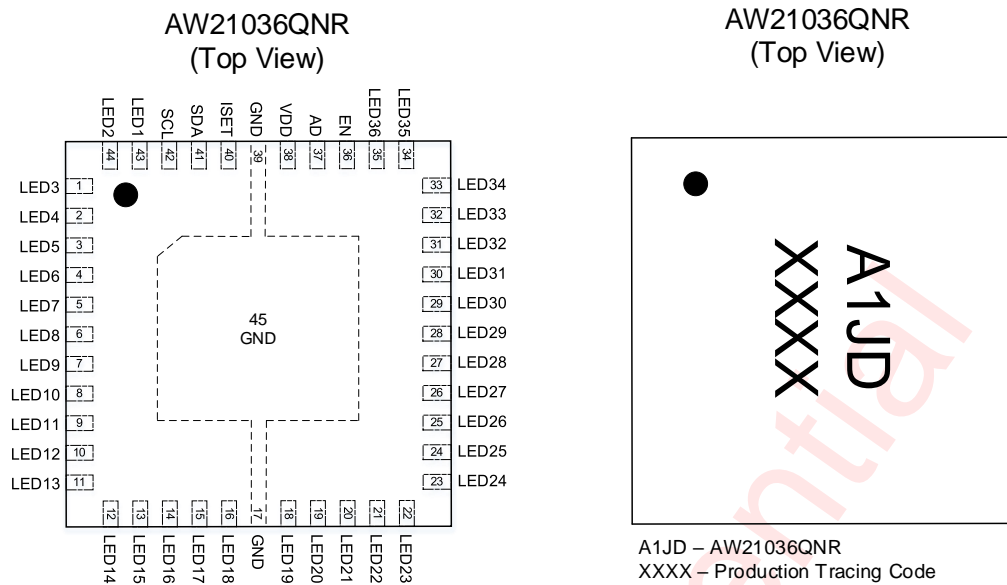 AW21036QNR
(Top View)
LED2
LED1
SCL
SDA
ISET
GND
VDD
AD
EN
LED36
LED35
44
43
42
41
40
39
38
37
36
35
34
LED3 1
LED4 2
LED5 3
LED6 4
LED7 5
LED8 6
LED9 7
LED10 8
LED11 9
LED12 10
LED13 11
45
GND
33 LED34
32 LED33
31 LED32
30 LED31
29 LED30
28 LED29
27 LED28
26 LED27
25 LED26
24 LED25
23 LED24
12
13
14
15
16
17
18
19
20
21
22
LED14
LED15
LED16
LED17
LED18
GND
LED19
LED20
LED21
LED22
LED23
AW21036QNR
(Top View)
A1JD
XXXX
A1JD – AW21036QNR
XXXX – Production Tracing Code